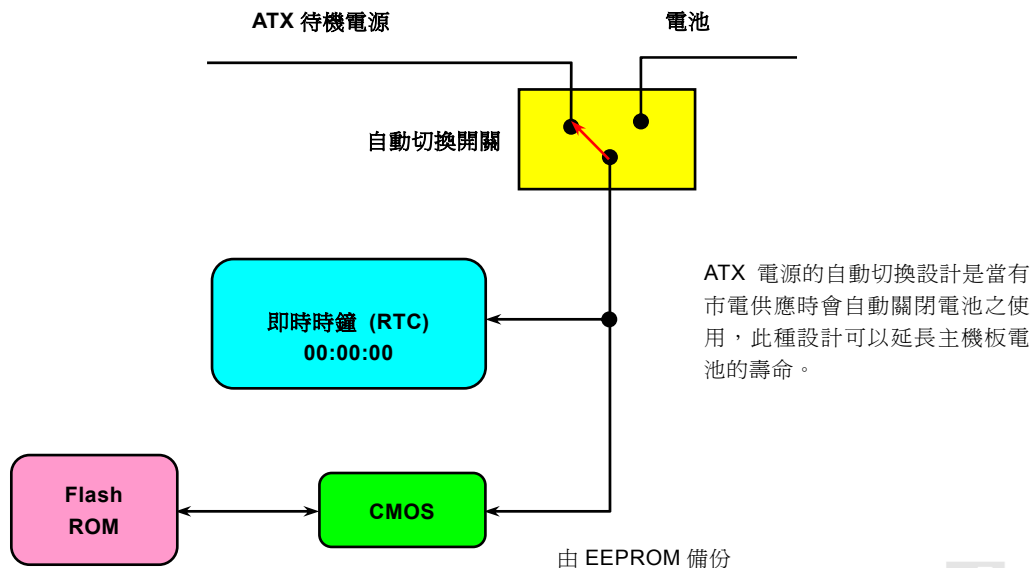 ATX 待機電源
電池
自動切換開關
ATX 電源的自動切換設計是當有
市電供應時會自動關閉電池之使
用，此種設計可以延長主機板電
池的壽命。
即時時鐘 (RTC)
00:00:00
Flash
ROM
CMOS
由 EEPROM 備份